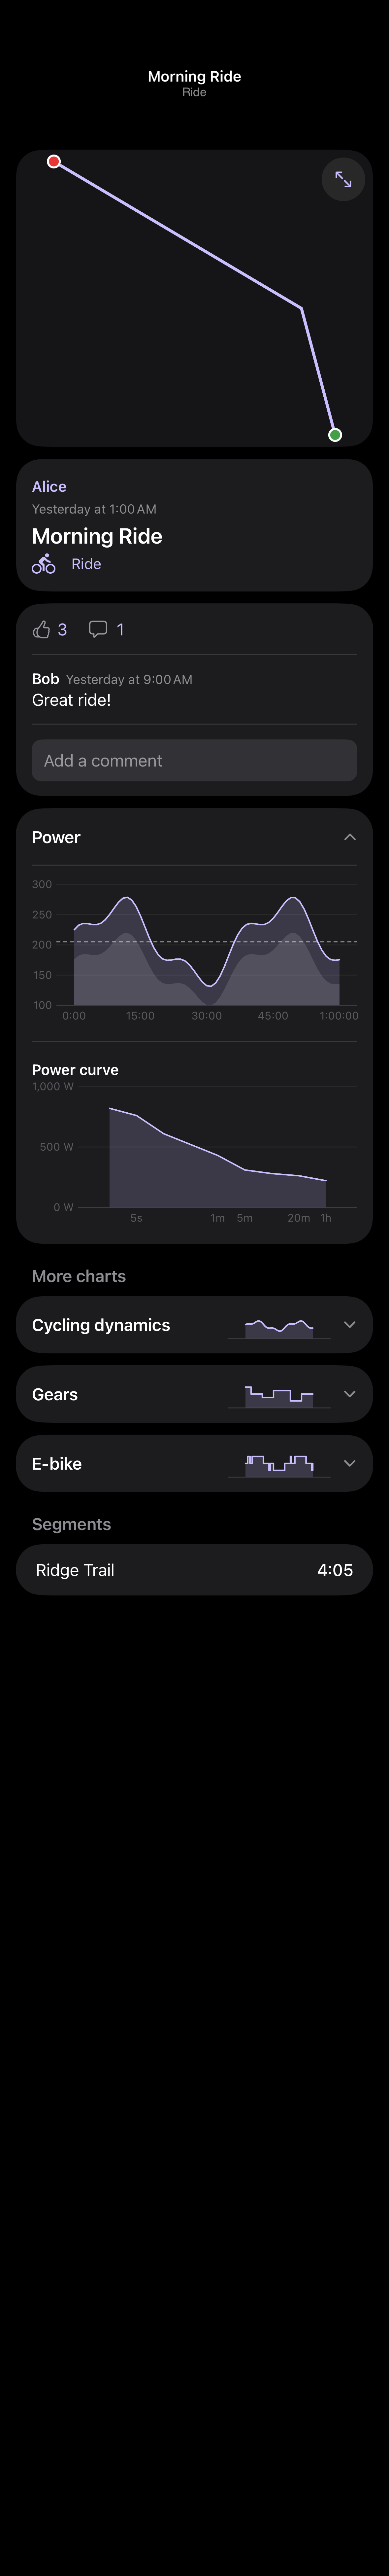 Morning Ride
Ride
Alice
Yesterday at 1:00 AM
Morning Ride
Ride
3 1
Bob Yesterday at 9:00 AM
Great ride!
Add a comment
Power
300
250
200
150
100
0:00 15:00 30:00 45:00 1:00:00
Power curve
1,000 W
500 W
0 W
5s 1m 5m 20m 1h
More charts
Cycling dynamics
Gears
E-bike
Segments
Ridge Trail 4:05